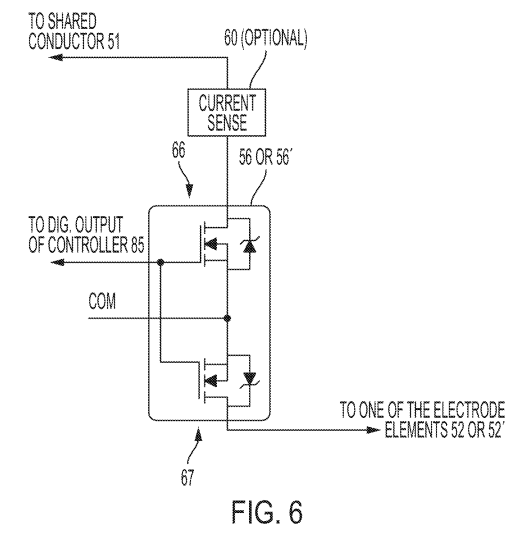 TO SHARED
CONDUCTOR 51
60 (OPTIONAL)
CURRENT
SENSE
66
56 OR 56′
TO DIG. OUTPUT
OF CONTROLLER 85
COM
TO ONE OF THE ELECTRODE
ELEMENTS 52 OR 52′
67
FIG. 6